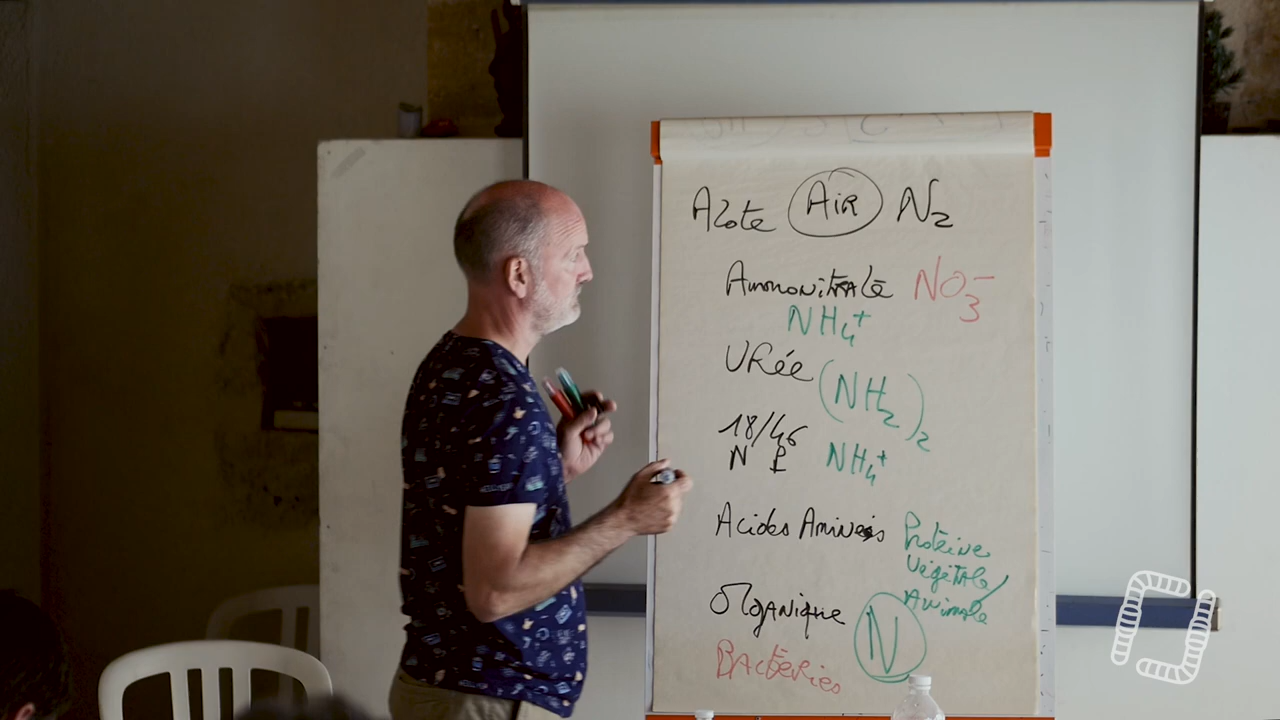 Azote AIR N2
Ammonitrate NO3-
NH4+
URée (NH2)2
18/46
N P NH4+
Acides Aminés Protéine
Végétale/
Animale
Organique N
BActéries